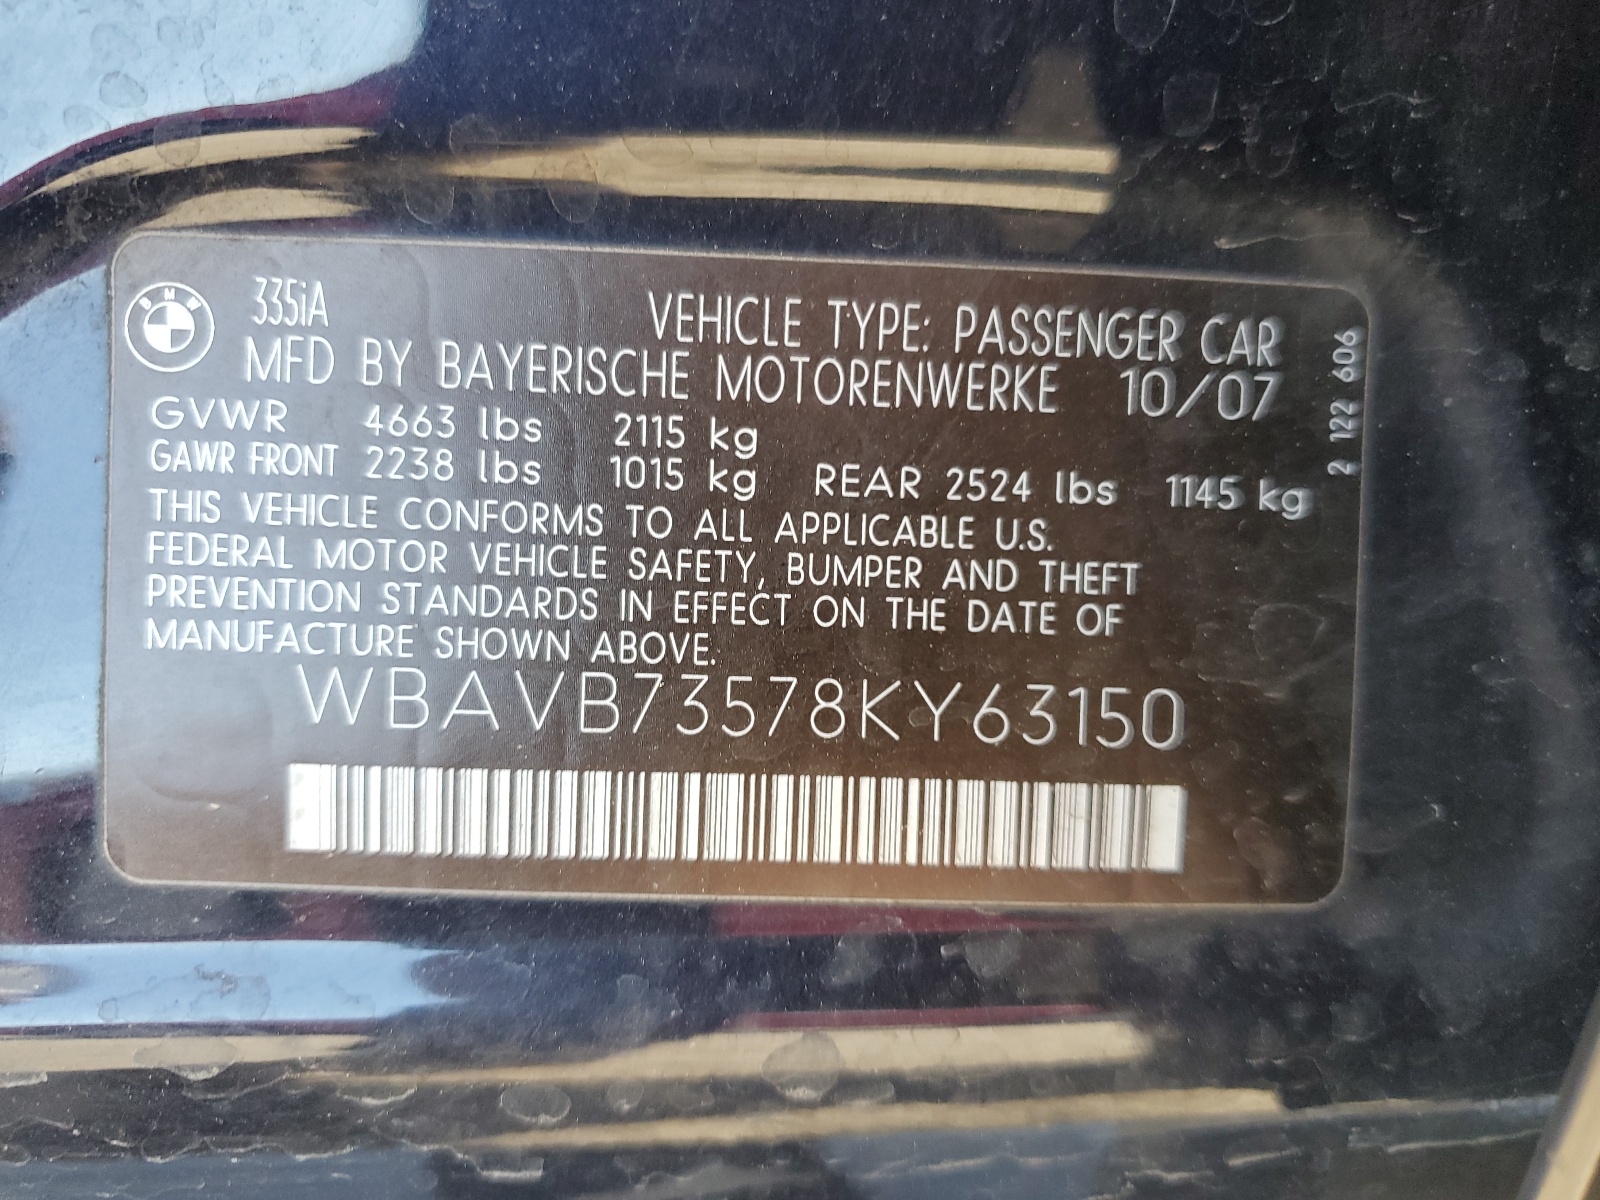 BMW
335iA
VEHICLE TYPE: PASSENGER CAR
MFD BY BAYERISCHE MOTORENWERKE 10/07
GVWR 4663 lbs 2115 kg
GAWR FRONT 2238 lbs 1015 kg REAR 2524 lbs 1145 kg
THIS VEHICLE CONFORMS TO ALL APPLICABLE U.S.
FEDERAL MOTOR VEHICLE SAFETY, BUMPER AND THEFT
PREVENTION STANDARDS IN EFFECT ON THE DATE OF
MANUFACTURE SHOWN ABOVE.
WBAVB73578KY63150
2 122 606